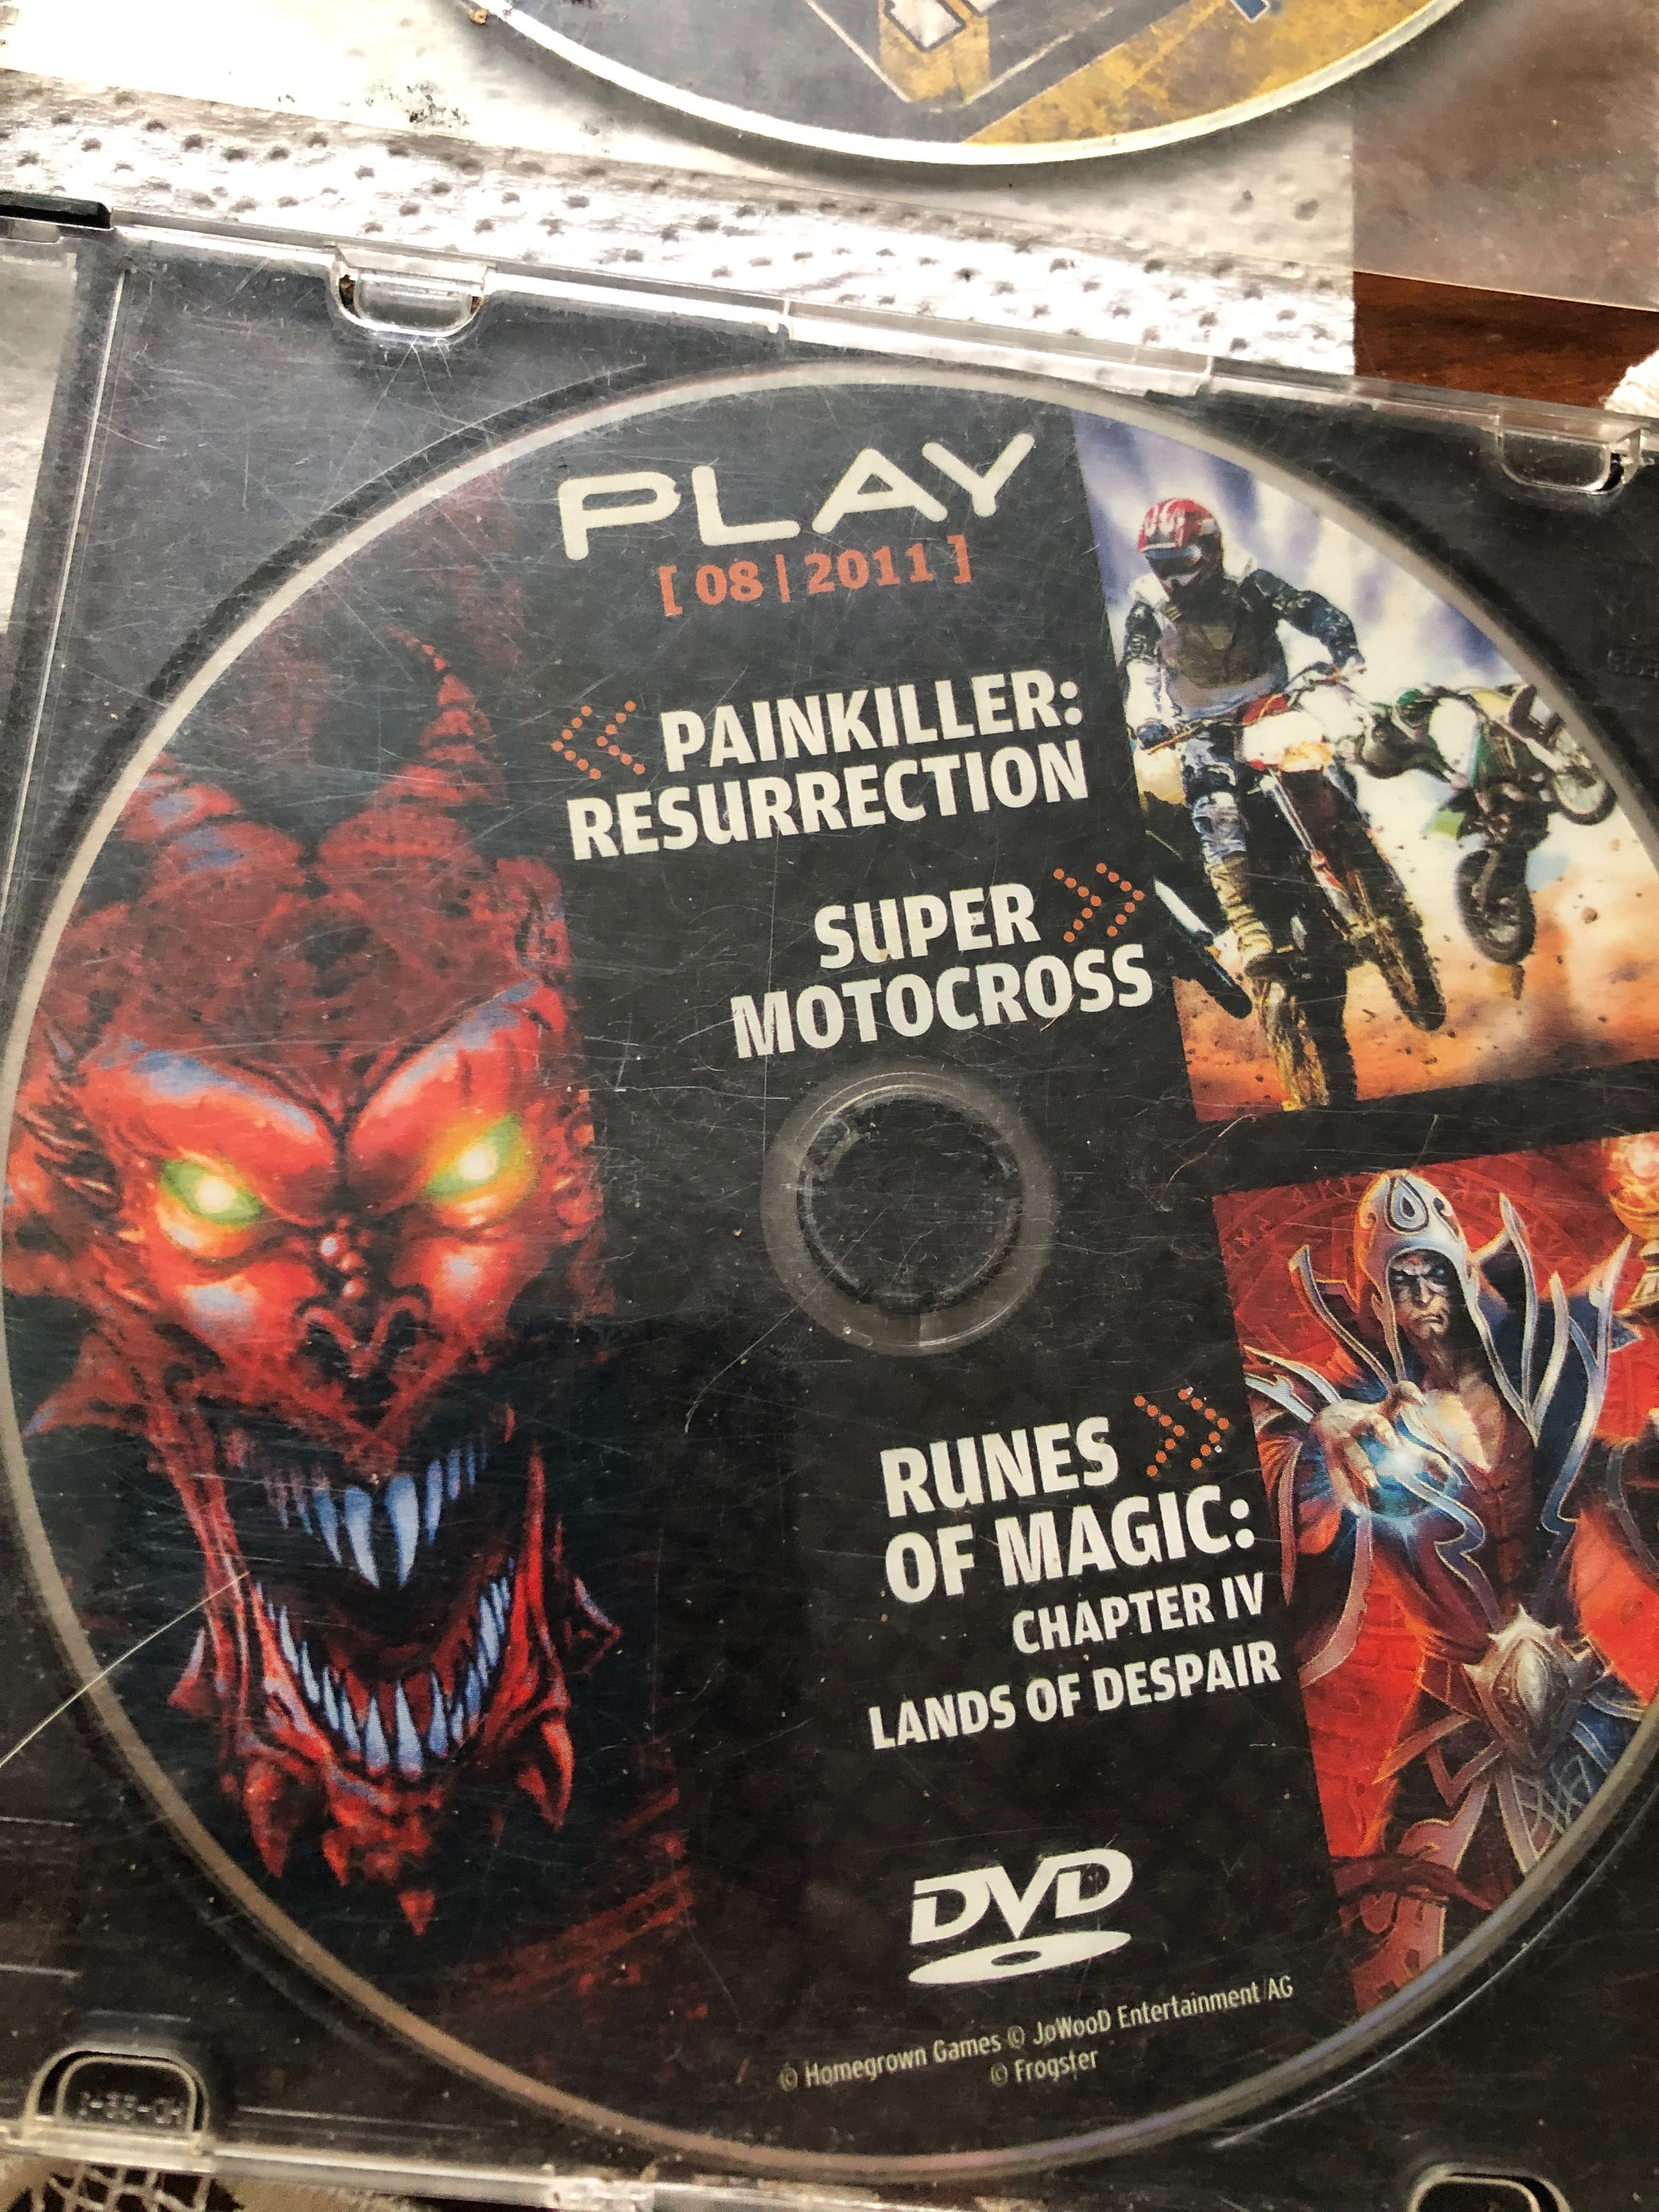 PLAY
[ 08 | 2011 ]
PAINKILLER:
RESURRECTION
SUPER
MOTOCROSS
RUNES
OF MAGIC:
CHAPTER IV
LANDS OF DESPAIR
DVD
© Homegrown Games © JoWooD Entertainment AG
© Frogster